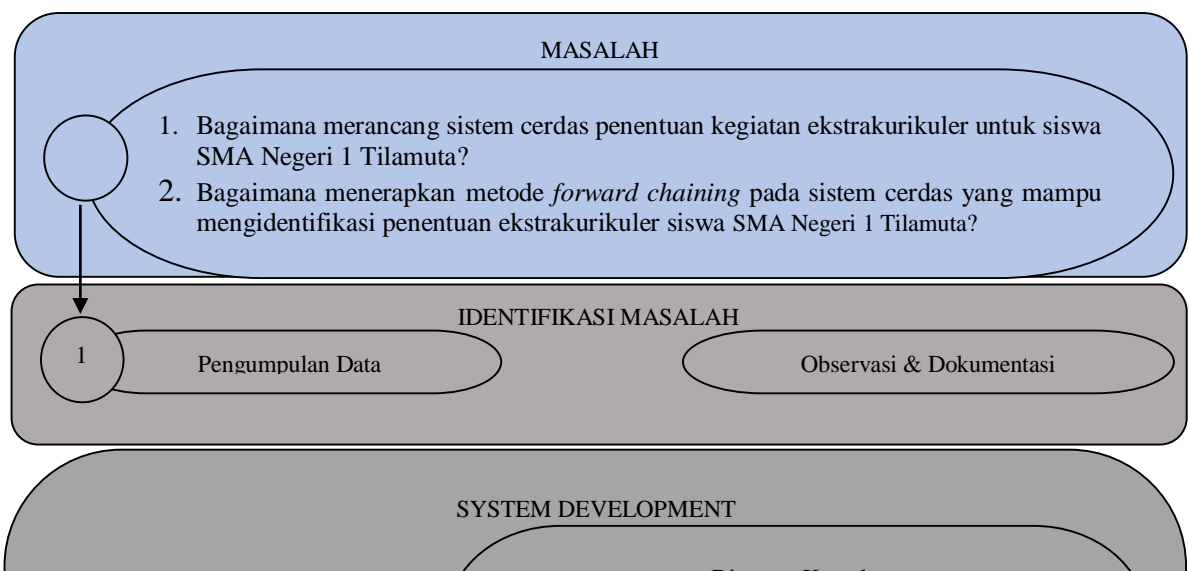 MASALAH
1. Bagaimana merancang sistem cerdas penentuan kegiatan ekstrakurikuler untuk siswa
SMA Negeri 1 Tilamuta?
2. Bagaimana menerapkan metode forward chaining pada sistem cerdas yang mampu
mengidentifikasi penentuan ekstrakurikuler siswa SMA Negeri 1 Tilamuta?
IDENTIFIKASI MASALAH
1
Pengumpulan Data
Observasi & Dokumentasi
SYSTEM DEVELOPMENT